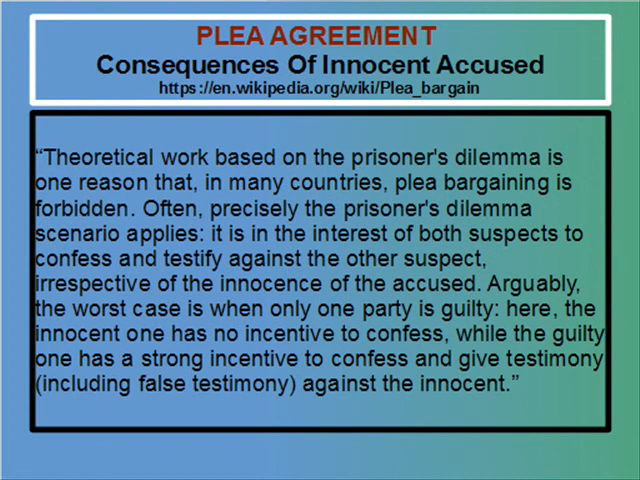 PLEA AGREEMENT
Consequences Of Innocent Accused
https://en.wikipedia.org/wiki/Plea_bargain
“Theoretical work based on the prisoner's dilemma is
one reason that, in many countries, plea bargaining is
forbidden. Often, precisely the prisoner's dilemma
scenario applies: it is in the interest of both suspects to
confess and testify against the other suspect,
irrespective of the innocence of the accused. Arguably,
the worst case is when only one party is guilty: here, the
innocent one has no incentive to confess, while the guilty
one has a strong incentive to confess and give testimony
(including false testimony) against the innocent.”